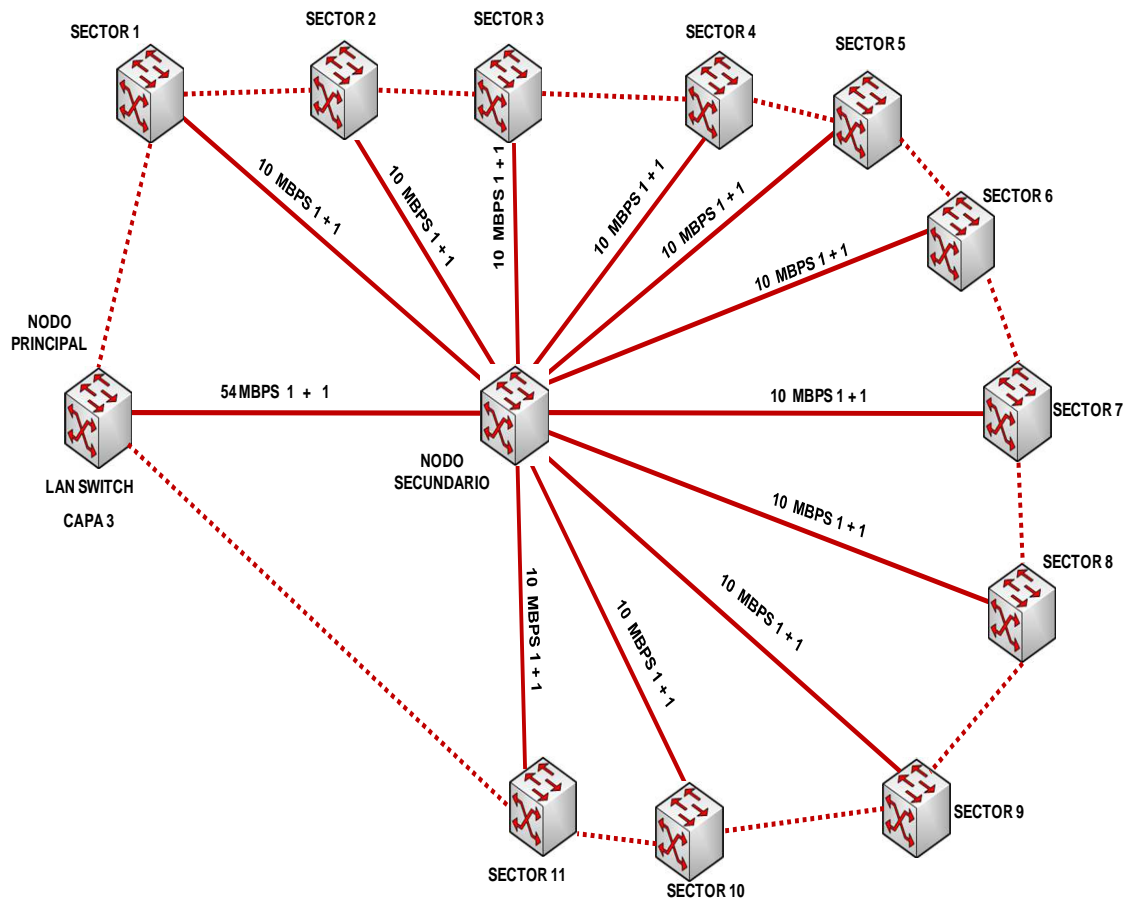 SECTOR 1
SECTOR 2
SECTOR 3
SECTOR 4
SECTOR 5
SECTOR 6
10 MBPS 1 + 1
10 MBPS 1 + 1
10 MBPS 1 + 1
10 MBPS 1 + 1
10 MBPS 1 + 1
10 MBPS 1 + 1
NODO
PRINCIPAL
54 MBPS 1 + 1
10 MBPS 1 + 1
SECTOR 7
LAN SWITCH
CAPA 3
NODO
SECUNDARIO
10 MBPS 1 + 1
SECTOR 8
10 MBPS 1 + 1
10 MBPS 1 + 1
10 MBPS 1 + 1
SECTOR 9
SECTOR 11
SECTOR 10